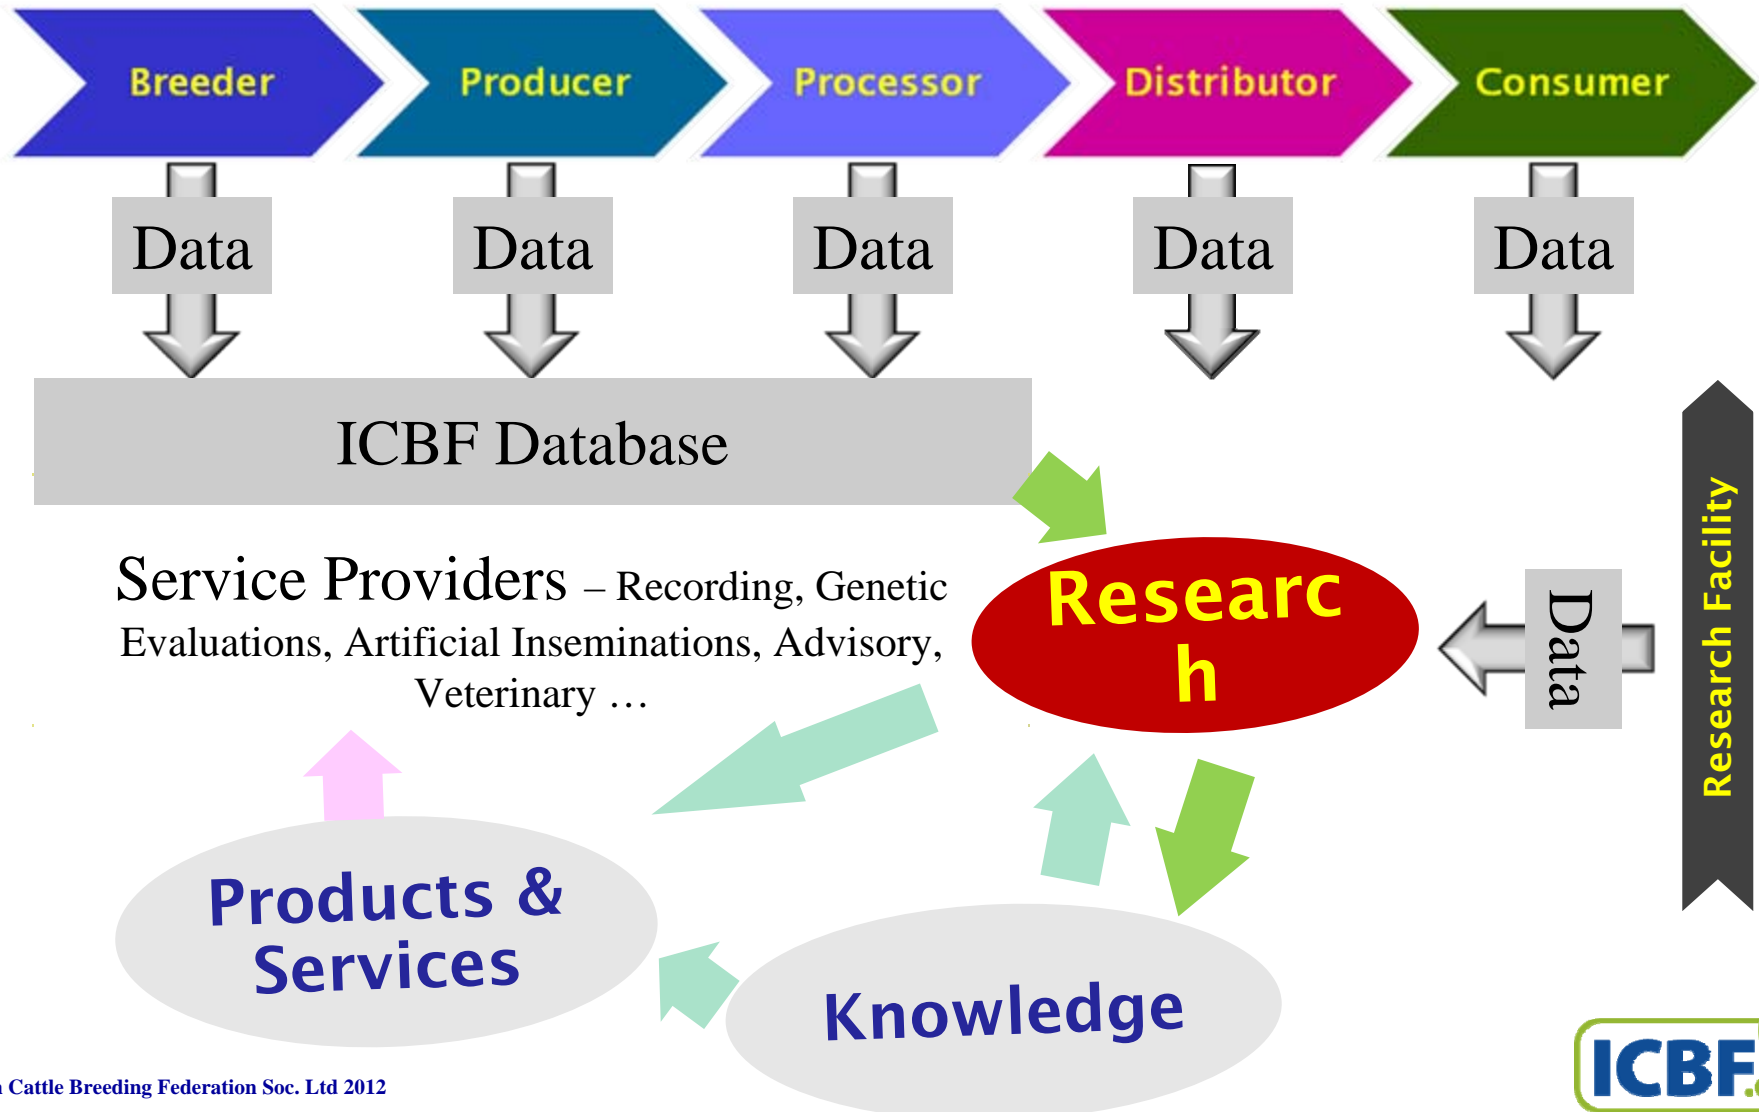 Breeder
Producer
Processor
Distributor
Consumer
Data
Data
Data
Data
Data
ICBF Database
Service Providers – Recording, Genetic
Evaluations, Artificial Inseminations, Advisory,
Veterinary …
Researc
h
Data
Research Facility
Products &
Services
Knowledge
Cattle Breeding Federation Soc. Ltd 2012
ICBF.